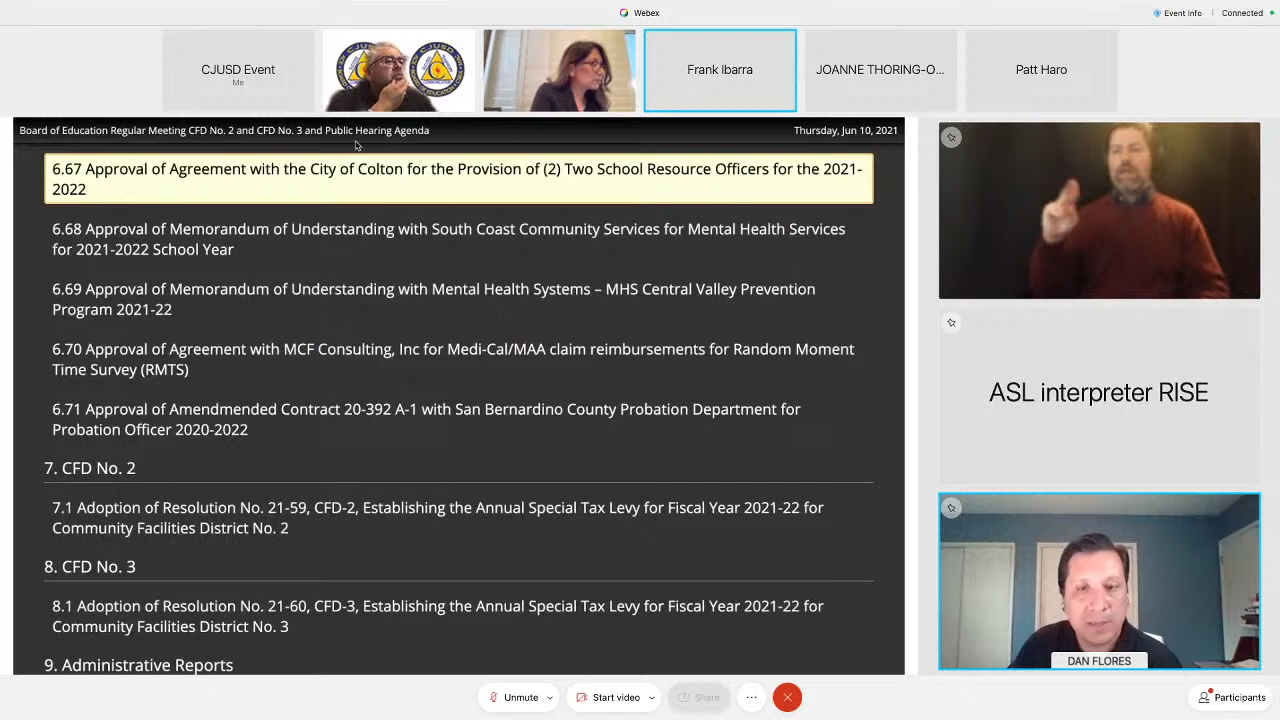 Webex
Event Info
Connected
CJUSD Event
Me
Frank Ibarra
JOANNE THORING-O...
Patt Haro
Board of Education Regular Meeting CFD No. 2 and CFD No. 3 and Public Hearing Agenda
Thursday, Jun 10, 2021
6.67 Approval of Agreement with the City of Colton for the Provision of (2) Two School Resource Officers for the 2021-
2022
6.68 Approval of Memorandum of Understanding with South Coast Community Services for Mental Health Services
for 2021-2022 School Year
6.69 Approval of Memorandum of Understanding with Mental Health Systems – MHS Central Valley Prevention
Program 2021-22
6.70 Approval of Agreement with MCF Consulting, Inc for Medi-Cal/MAA claim reimbursements for Random Moment
Time Survey (RMTS)
6.71 Approval of Amendmended Contract 20-392 A-1 with San Bernardino County Probation Department for
Probation Officer 2020-2022
7. CFD No. 2
7.1 Adoption of Resolution No. 21-59, CFD-2, Establishing the Annual Special Tax Levy for Fiscal Year 2021-22 for
Community Facilities District No. 2
8. CFD No. 3
8.1 Adoption of Resolution No. 21-60, CFD-3, Establishing the Annual Special Tax Levy for Fiscal Year 2021-22 for
Community Facilities District No. 3
9. Administrative Reports
ASL interpreter RISE
DAN FLORES
Unmute
Start video
Share
Participants